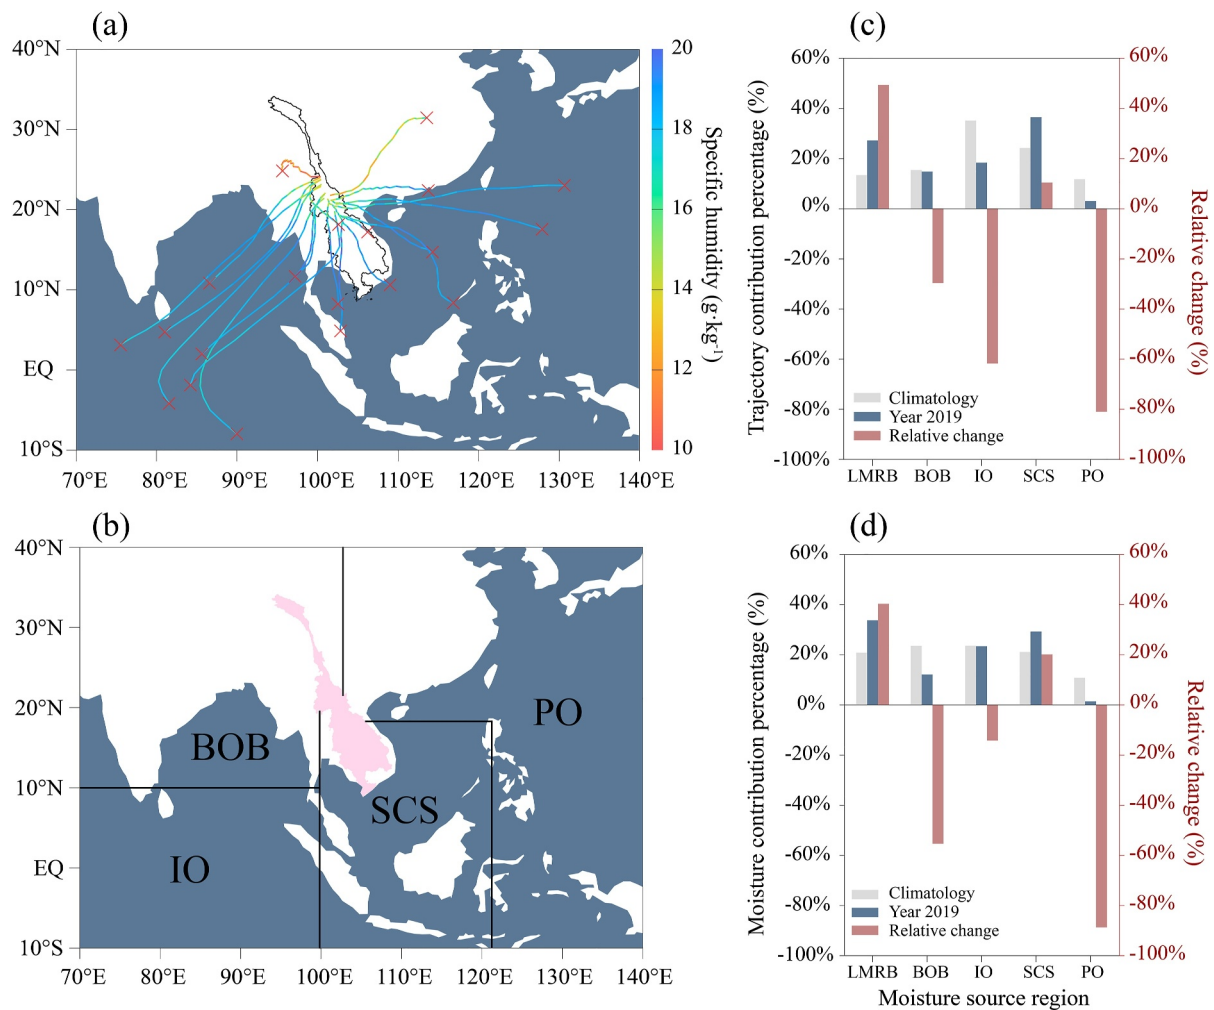 (a)
40°N
30°N
20°N
10°N
EQ
10°S
70°E
80°E
90°E
100°E
110°E
120°E
130°E
140°E
20
18
16
14
12
10
Specific humidity (g·kg⁻¹)
(b)
40°N
30°N
20°N
10°N
EQ
10°S
70°E
80°E
90°E
100°E
110°E
120°E
130°E
140°E
BOB
IO
SCS
PO
(c)
Trajectory contribution percentage (%)
60%
40%
20%
0%
-20%
-40%
-60%
-80%
-100%
60%
40%
20%
0%
-20%
-40%
-60%
-80%
-100%
Relative change (%)
Climatology
Year 2019
Relative change
LMRB
BOB
IO
SCS
PO
(d)
Moisture contribution percentage (%)
60%
40%
20%
0%
-20%
-40%
-60%
-80%
-100%
60%
40%
20%
0%
-20%
-40%
-60%
-80%
-100%
Relative change (%)
Climatology
Year 2019
Relative change
LMRB
BOB
IO
SCS
PO
Moisture source region